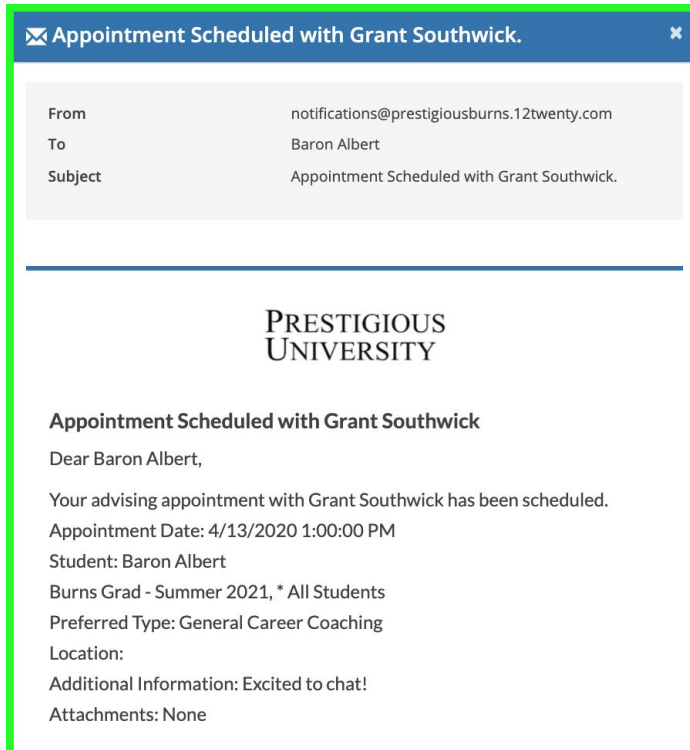 Appointment Scheduled with Grant Southwick.
From notifications@prestigiousburns.12twenty.com
To Baron Albert
Subject Appointment Scheduled with Grant Southwick.
PRESTIGIOUS
UNIVERSITY
Appointment Scheduled with Grant Southwick
Dear Baron Albert,
Your advising appointment with Grant Southwick has been scheduled.
Appointment Date: 4/13/2020 1:00:00 PM
Student: Baron Albert
Burns Grad - Summer 2021, * All Students
Preferred Type: General Career Coaching
Location:
Additional Information: Excited to chat!
Attachments: None